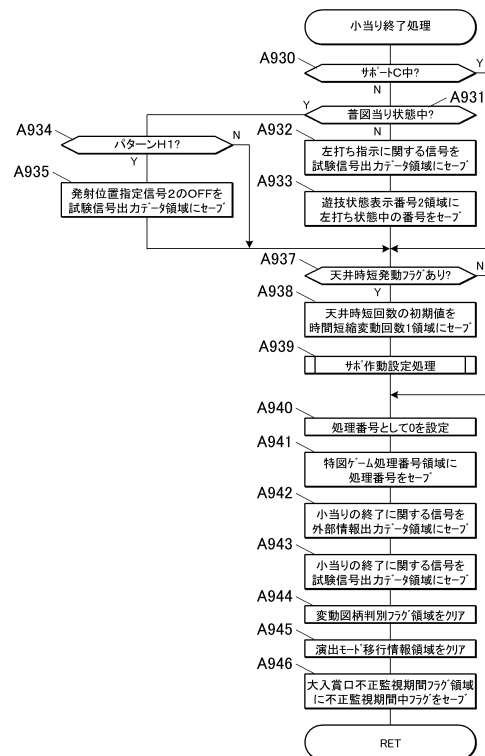 小当り終了処理
A930
サポートC中?
Y
N
A931
Y
普図当り状態中?
N
A934
パターンH1?
N
Y
A932
左打ち指示に関する信号を
試験信号出力データ領域にセーブ
A935
発射位置指定信号2のOFFを
試験信号出力データ領域にセーブ
A933
遊技状態表示番号2領域に
左打ち状態中の番号をセーブ
A937
天井時短発動フラグあり?
N
Y
A938
天井時短回数の初期値を
時間短縮変動回数1領域にセーブ
A939
サポ作動設定処理
A940
処理番号として0を設定
A941
特図ゲーム処理番号領域に
処理番号をセーブ
A942
小当りの終了に関する信号を
外部情報出力データ領域にセーブ
A943
小当りの終了に関する信号を
試験信号出力データ領域にセーブ
A944
変動図柄判別フラグ領域をクリア
A945
演出モード移行情報領域をクリア
A946
大入賞口不正監視期間フラグ領域
に不正監視期間中フラグをセーブ
RET